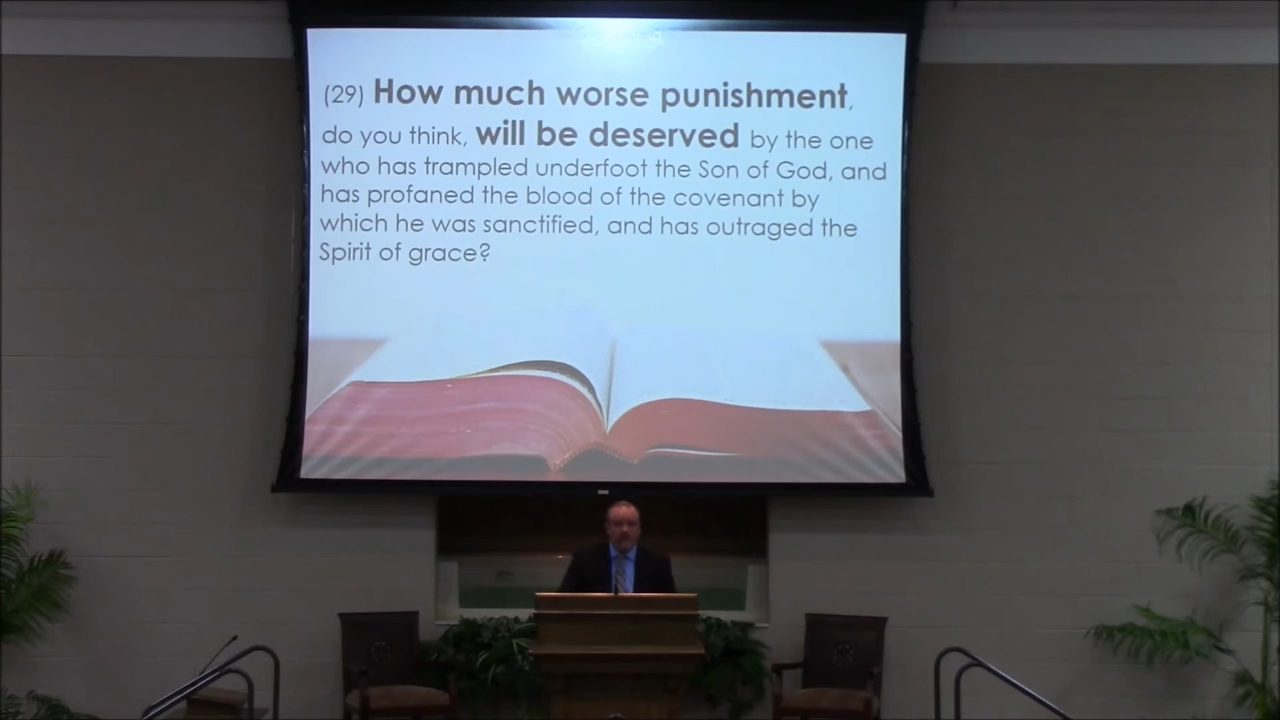 (29) How much worse punishment,
do you think, will be deserved by the one
who has trampled underfoot the Son of God, and
has profaned the blood of the covenant by
which he was sanctified, and has outraged the
Spirit of grace?